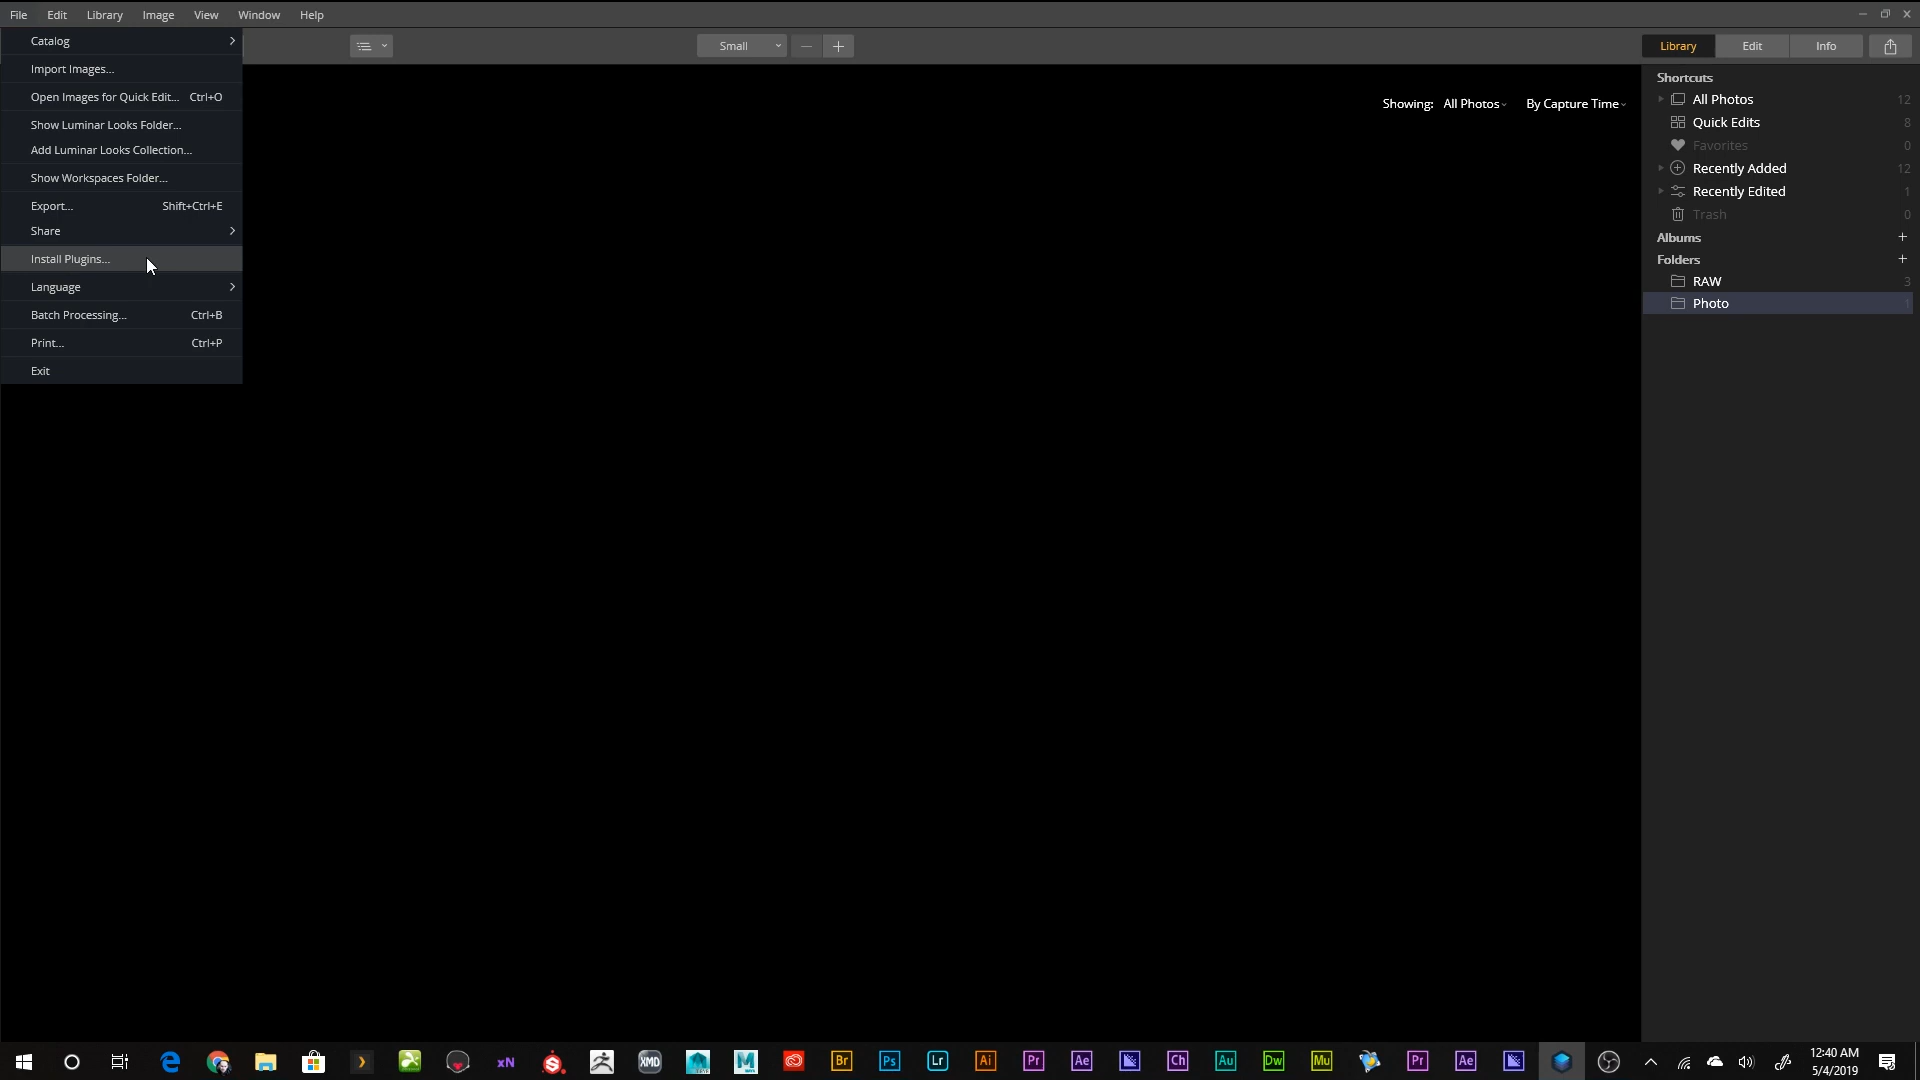 File Edit Library Image View Window Help
Catalog
Import Images...
Open Images for Quick Edit... Ctrl+O
Show Luminar Looks Folder...
Add Luminar Looks Collection...
Show Workspaces Folder...
Export... Shift+Ctrl+E
Share
Install Plugins...
Language
Batch Processing... Ctrl+B
Print... Ctrl+P
Exit
Small
Library Edit Info
Showing: All Photos By Capture Time
Shortcuts
All Photos 12
Quick Edits 8
Favorites 0
Recently Added 12
Recently Edited 1
Trash 0
Albums
Folders
RAW 3
Photo 1
xN S XMD M Br Ps Lr Ai Pr Ae Ch Au Dw Mu Pr Ae
12:40 AM
5/4/2019